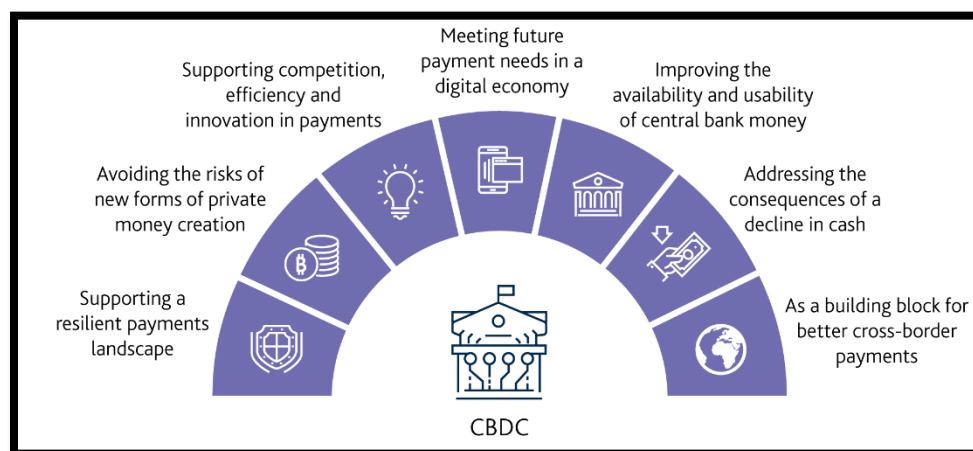 Supporting a
resilient payments
landscape
Avoiding the risks of
new forms of private
money creation
Supporting competition,
efficiency and
innovation in payments
Meeting future
payment needs in a
digital economy
Improving the
availability and usability
of central bank money
Addressing the
consequences of a
decline in cash
As a building block for
better cross-border
payments
B
CBDC